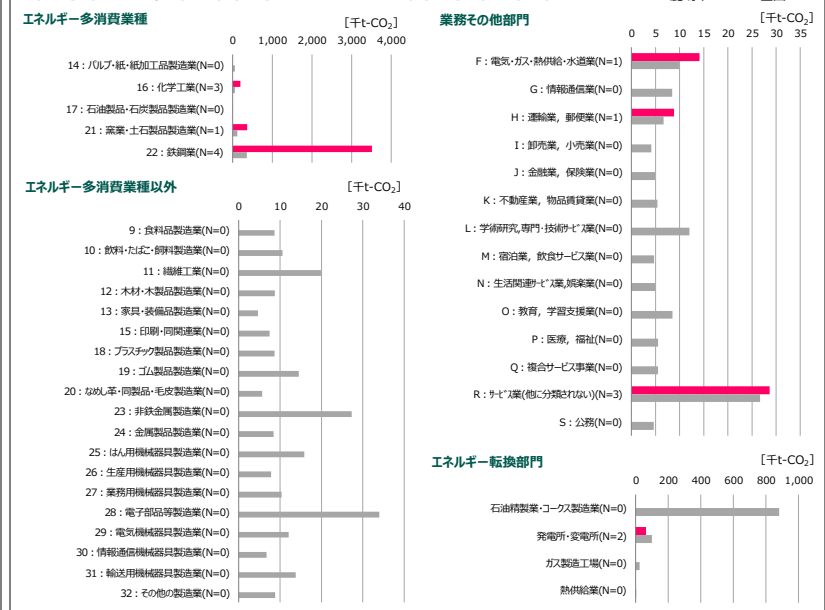 エネルギー多消費業種
[千t-CO₂]
0 1,000 2,000 3,000 4,000
14：パルプ・紙・紙加工品製造業(N=0)
16：化学工業(N=3)
17：石油製品・石炭製品製造業(N=0)
21：窯業・土石製品製造業(N=1)
22：鉄鋼業(N=4)
エネルギー多消費業種以外
[千t-CO₂]
0 10 20 30 40
9：食料品製造業(N=0)
10：飲料・たばこ・飼料製造業(N=0)
11：繊維工業(N=0)
12：木材・木製品製造業(N=0)
13：家具・装備品製造業(N=0)
15：印刷・同関連業(N=0)
18：プラスチック製品製造業(N=0)
19：ゴム製品製造業(N=0)
20：なめし革・同製品・毛皮製造業(N=0)
23：非鉄金属製造業(N=0)
24：金属製品製造業(N=0)
25：はん用機械器具製造業(N=0)
26：生産用機械器具製造業(N=0)
27：業務用機械器具製造業(N=0)
28：電子部品等製造業(N=0)
29：電気機械器具製造業(N=0)
30：情報通信機械器具製造業(N=0)
31：輸送用機械器具製造業(N=0)
32：その他の製造業(N=0)
業務その他部門
[千t-CO₂]
0 5 10 15 20 25 30 35
F：電気・ガス・熱供給・水道業(N=1)
G：情報通信業(N=0)
H：運輸業，郵便業(N=1)
I：卸売業，小売業(N=0)
J：金融業，保険業(N=0)
K：不動産業，物品賃貸業(N=0)
L：学術研究,専門・技術サービス業(N=0)
M：宿泊業，飲食サービス業(N=0)
N：生活関連サービス業,娯楽業(N=0)
O：教育，学習支援業(N=0)
P：医療，福祉(N=0)
Q：複合サービス事業(N=0)
R：サービス業(他に分類されない)(N=3)
S：公務(N=0)
エネルギー転換部門
[千t-CO₂]
0 200 400 600 800 1,000
石油精製業・コークス製造業(N=0)
発電所・変電所(N=2)
ガス製造工場(N=0)
熱供給業(N=0)